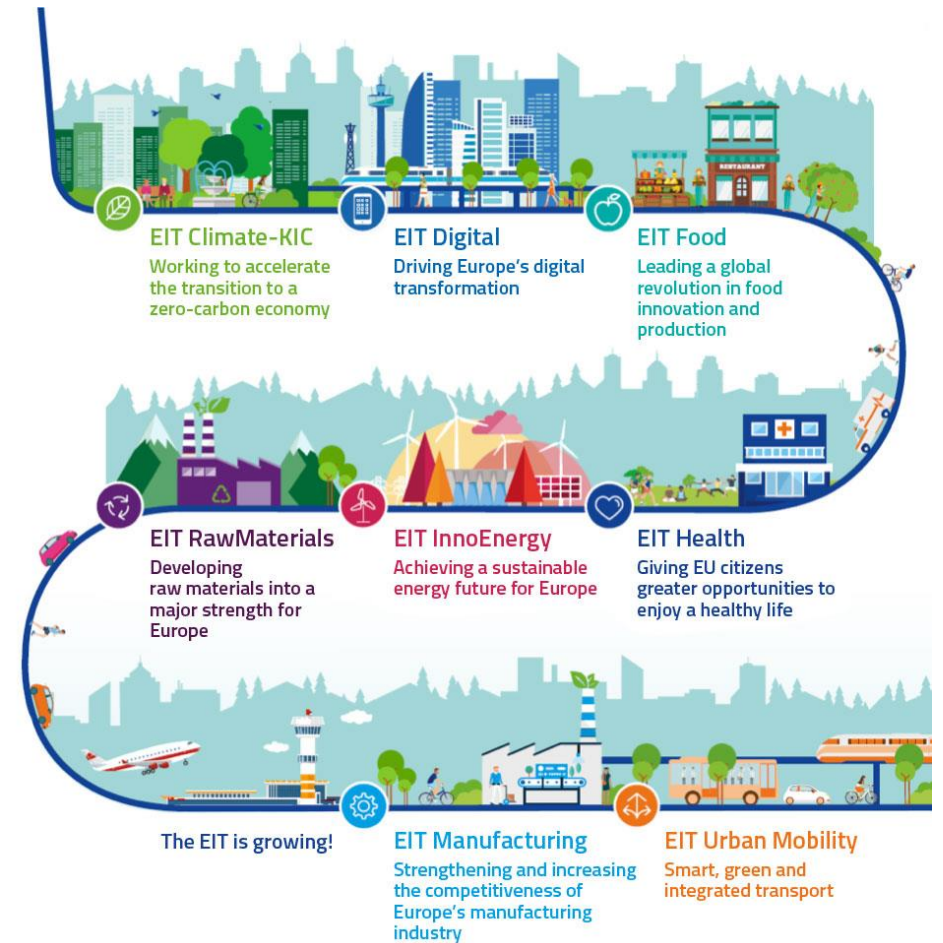 RESTAURANT
EIT Climate-KIC
Working to accelerate
the transition to a
zero-carbon economy
EIT Digital
Driving Europe's digital
transformation
EIT Food
Leading a global
revolution in food
innovation and
production
EIT RawMaterials
Developing
raw materials into a
major strength for
Europe
EIT InnoEnergy
Achieving a sustainable
energy future for Europe
EIT Health
Giving EU citizens
greater opportunities to
enjoy a healthy life
The EIT is growing!
EIT Manufacturing
Strengthening and increasing
the competitiveness of
Europe's manufacturing
industry
EIT Urban Mobility
Smart, green and
integrated transport